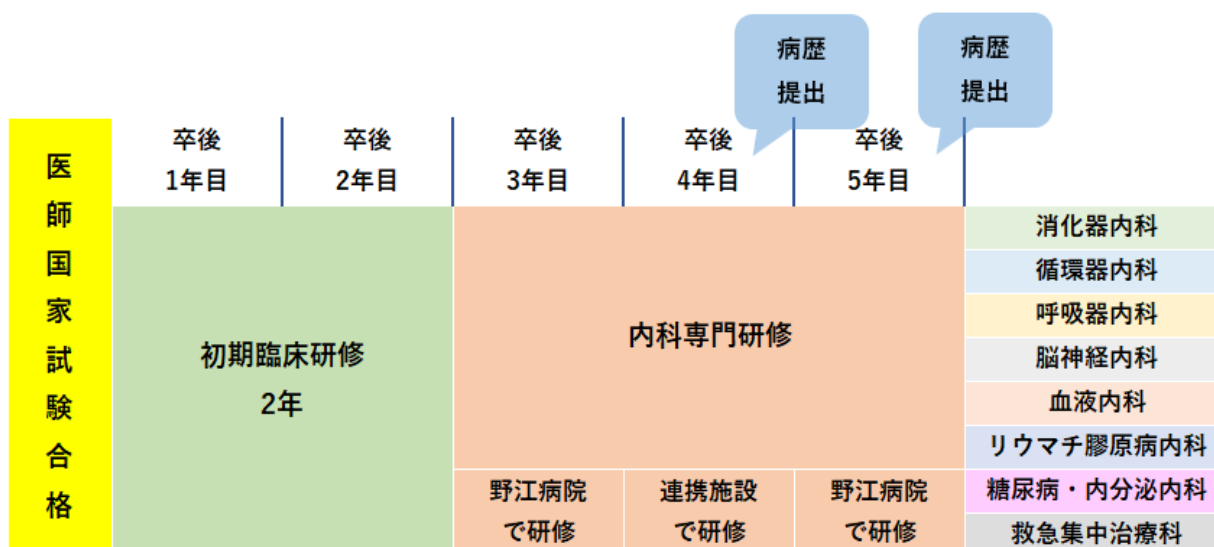 病歴
提出
病歴
提出
医師国家試験合格
卒後
1年目
卒後
2年目
卒後
3年目
卒後
4年目
卒後
5年目
初期臨床研修
2年
内科専門研修
野江病院
で研修
連携施設
で研修
野江病院
で研修
消化器内科
循環器内科
呼吸器内科
脳神経内科
血液内科
リウマチ膠原病内科
糖尿病・内分泌内科
救急集中治療科